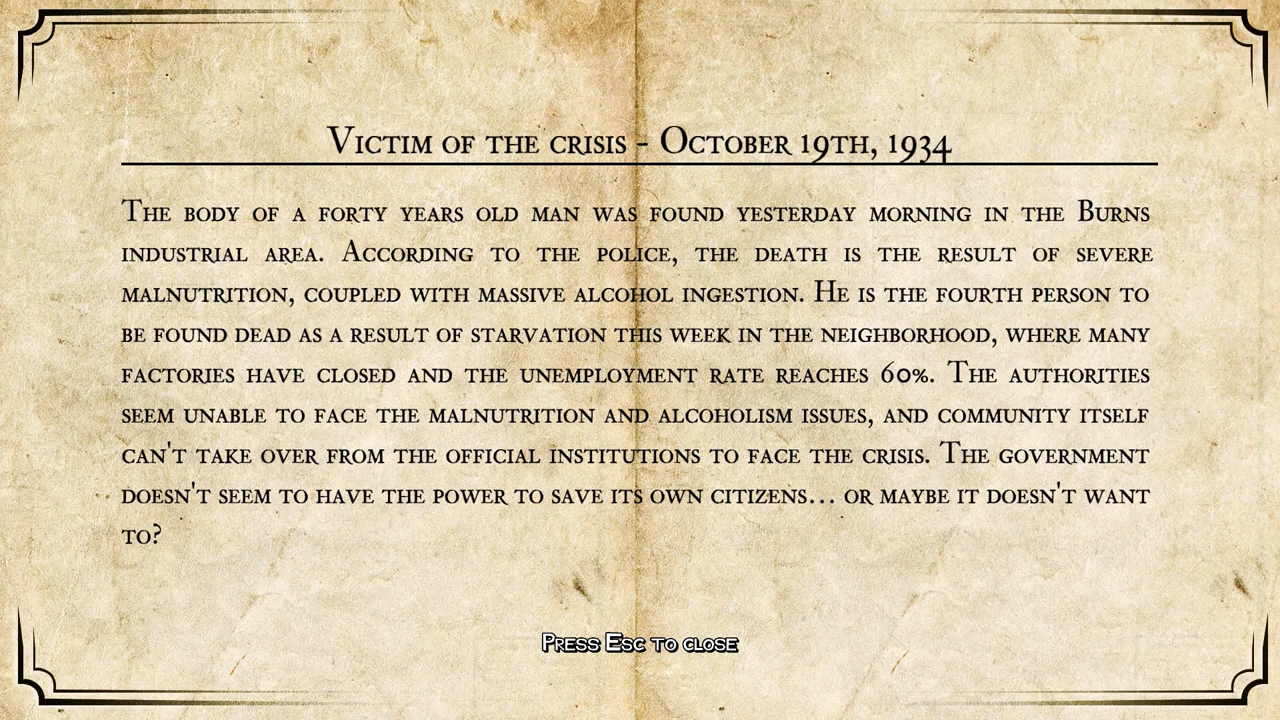 Victim of the crisis - October 19th, 1934
The body of a forty years old man was found yesterday morning in the Burns
industrial area. According to the police, the death is the result of severe
malnutrition, coupled with massive alcohol ingestion. He is the fourth person to
be found dead as a result of starvation this week in the neighborhood, where many
factories have closed and the unemployment rate reaches 60%. The authorities
seem unable to face the malnutrition and alcoholism issues, and community itself
can't take over from the official institutions to face the crisis. The government
doesn't seem to have the power to save its own citizens... or maybe it doesn't want
to?
Press Esc to close